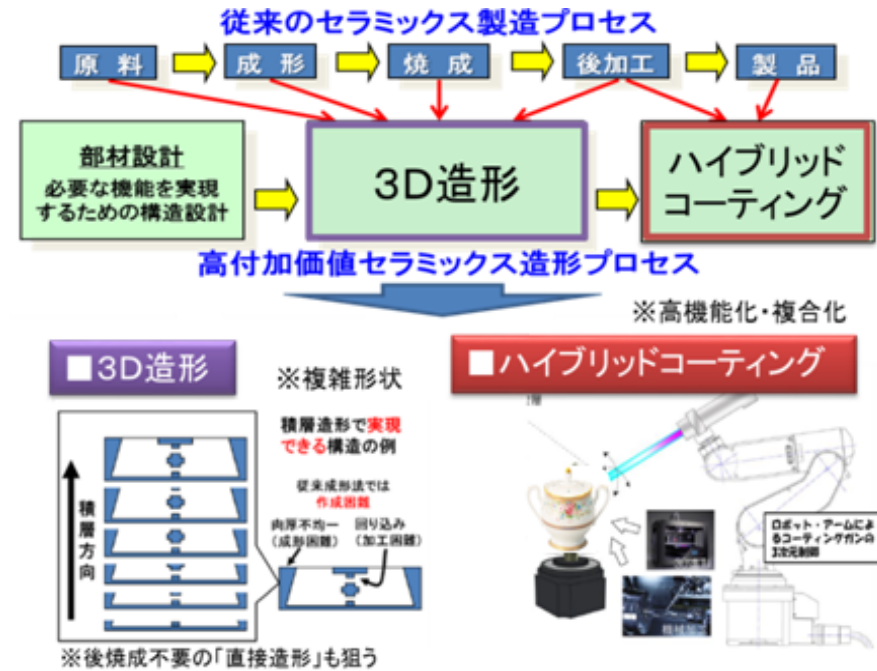 従来のセラミックス製造プロセス
原料
成形
焼成
後加工
製品
部材設計
必要な機能を実現
するための構造設計
3D造形
ハイブリッド
コーティング
高付加価値セラミックス造形プロセス
※高機能化・複合化
■3D造形
※複雑形状
積層造形で実現
できる構造の例
従来成形法では
作成困難
肉厚不均一
(成形困難)
回り込み
(加工困難)
積層方向
※後焼成不要の「直接造形」も狙う
■ハイブリッドコーティング
ロボット・アームによ
るコーティングガンの
3次元制御